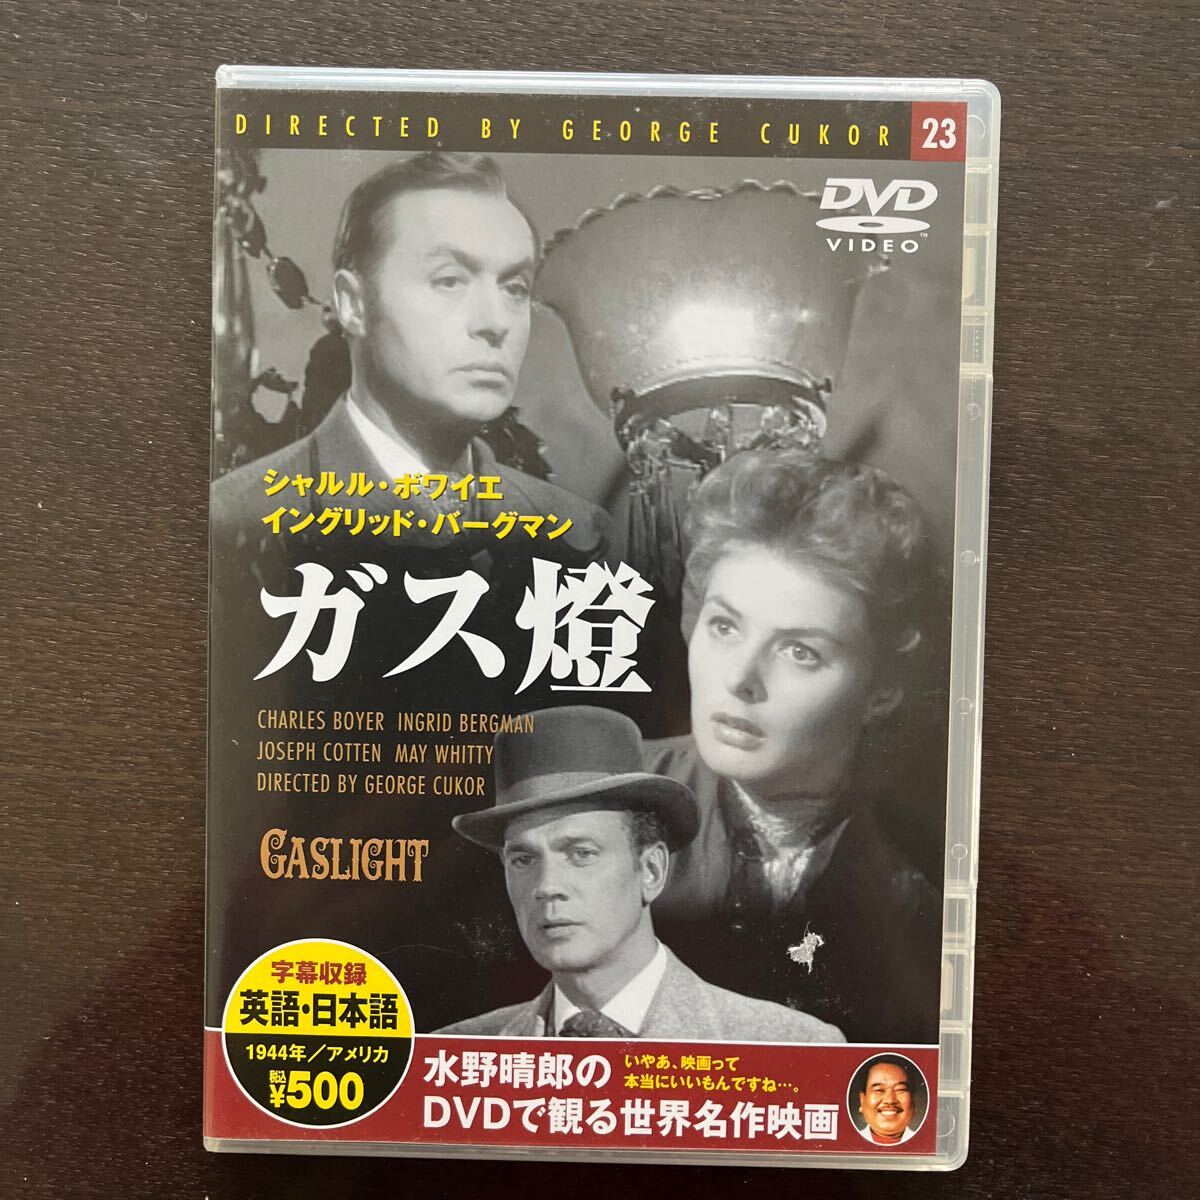 DIRECTED BY GEORGE CUKOR 23
DVD
VIDEO™
シャルル・ボワイエ
イングリッド・バーグマン
ガス燈
CHARLES BOYER INGRID BERGMAN
JOSEPH COTTEN MAY WHITTY
DIRECTED BY GEORGE CUKOR
GASLIGHT
字幕収録
英語・日本語
1944年／アメリカ
税込¥500
水野晴郎の
いやあ、映画って
本当にいいもんですね…。
DVDで観る世界名作映画